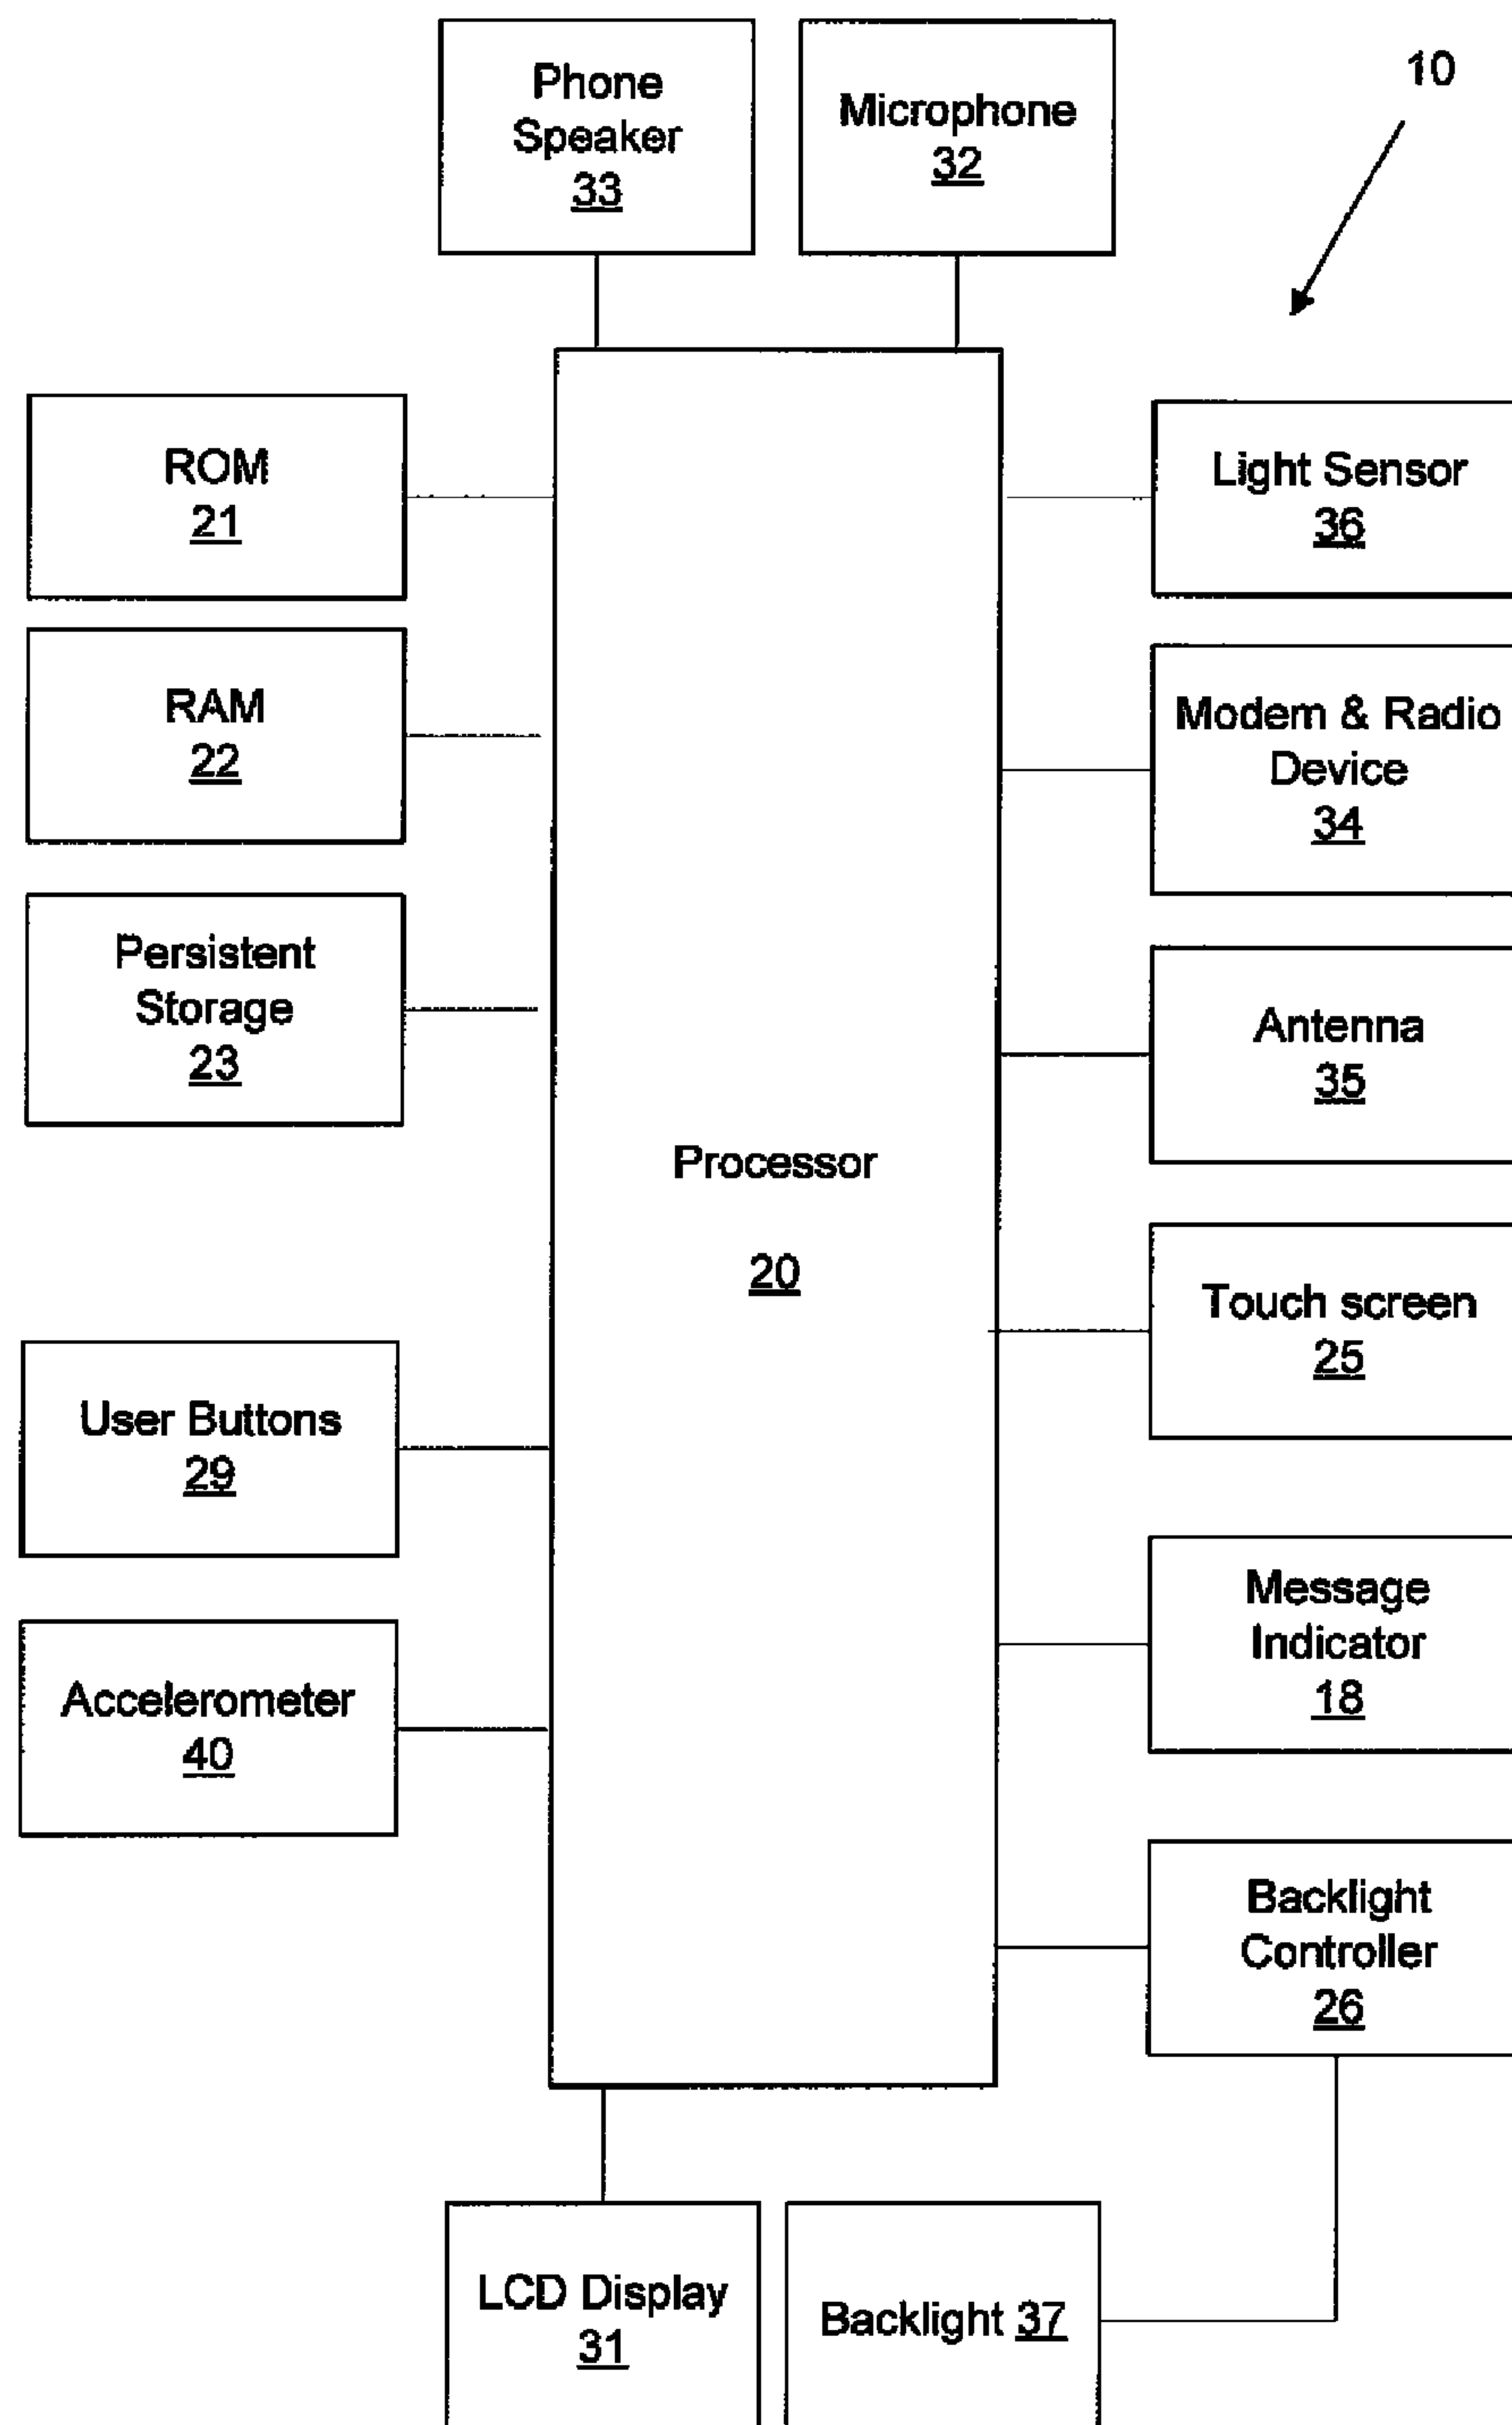 Phone
Speaker
33
Microphone
32
10
ROM
21
Light Sensor
36
RAM
22
Modem & Radio
Device
34
Persistent
Storage
23
Antenna
35
Processor
20
Touch screen
25
User Buttons
29
Message
Indicator
18
Accelerometer
40
Backlight
Controller
26
LCD Display
31
Backlight 37